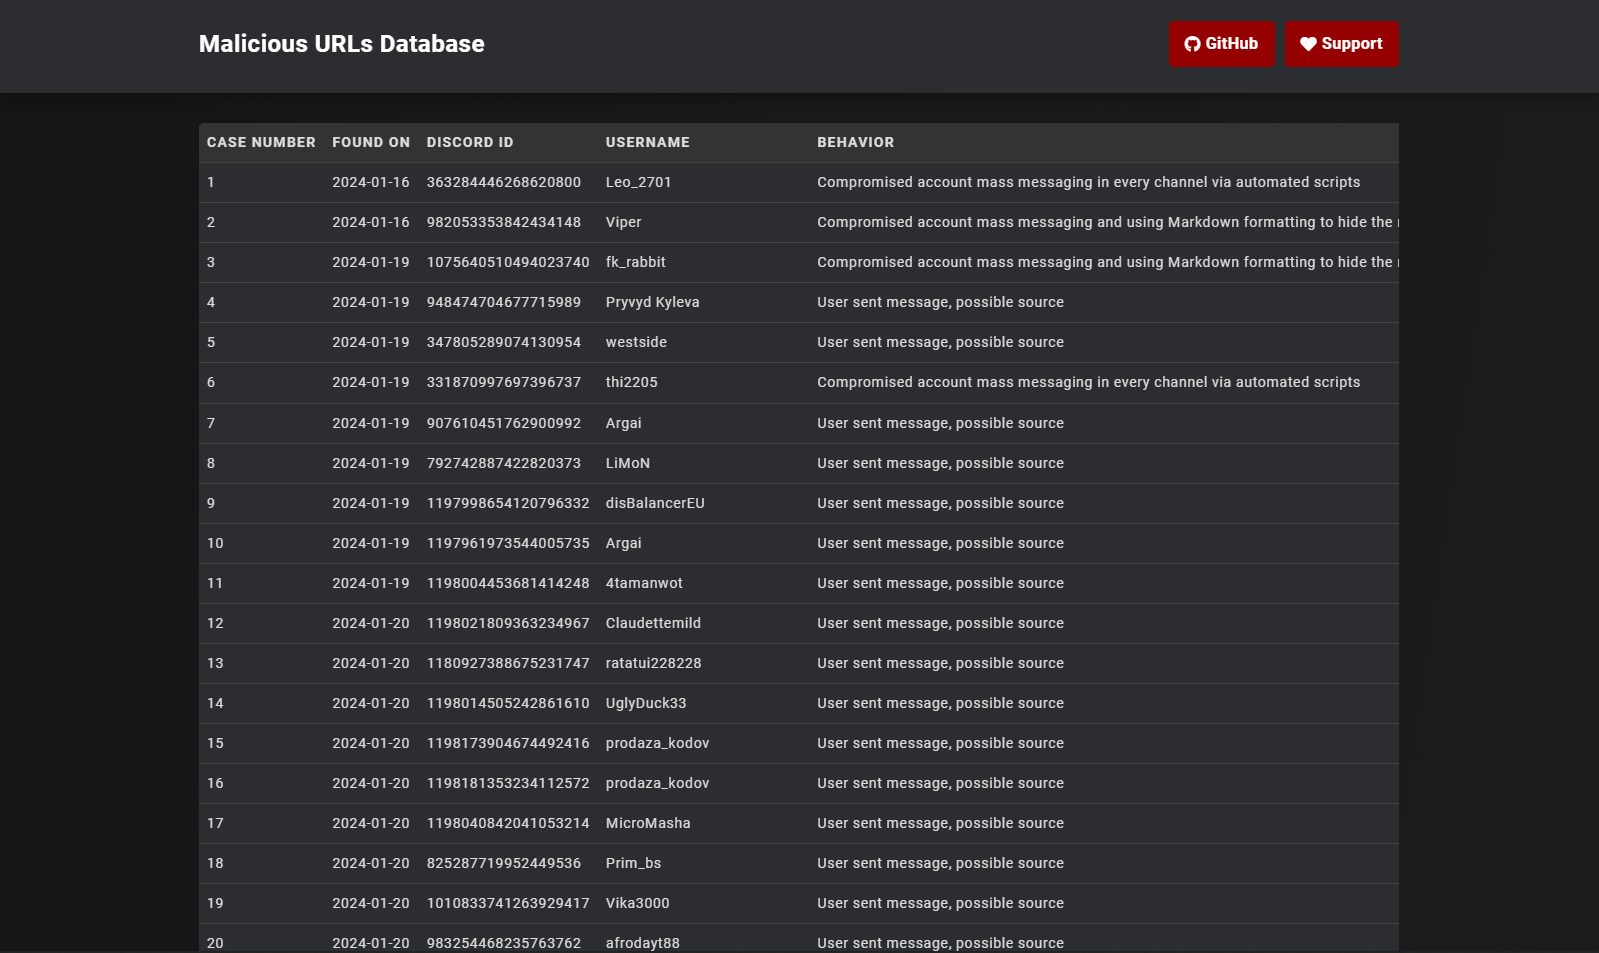 Malicious URLs Database
GitHub
Support
CASE NUMBER FOUND ON DISCORD ID USERNAME BEHAVIOR
1 2024-01-16 363284446268620800 Leo_2701 Compromised account mass messaging in every channel via automated scripts
2 2024-01-16 982053353842434148 Viper Compromised account mass messaging and using Markdown formatting to hide the
3 2024-01-19 1075640510494023740 fk_rabbit Compromised account mass messaging and using Markdown formatting to hide the
4 2024-01-19 948474704677715989 Pryvyd Kyleva User sent message, possible source
5 2024-01-19 347805289074130954 westside User sent message, possible source
6 2024-01-19 331870997697396737 thi2205 Compromised account mass messaging in every channel via automated scripts
7 2024-01-19 907610451762900992 Argai User sent message, possible source
8 2024-01-19 792742887422820373 LiMoN User sent message, possible source
9 2024-01-19 1197998654120796332 disBalancerEU User sent message, possible source
10 2024-01-19 1197961973544005735 Argai User sent message, possible source
11 2024-01-19 1198004453681414248 4tamanwot User sent message, possible source
12 2024-01-20 1198021809363234967 Claudettemild User sent message, possible source
13 2024-01-20 1180927388675231747 ratatui228228 User sent message, possible source
14 2024-01-20 1198014505242861610 UglyDuck33 User sent message, possible source
15 2024-01-20 1198173904674492416 prodaza_kodov User sent message, possible source
16 2024-01-20 1198181353234112572 prodaza_kodov User sent message, possible source
17 2024-01-20 1198040842041053214 MicroMasha User sent message, possible source
18 2024-01-20 825287719952449536 Prim_bs User sent message, possible source
19 2024-01-20 1010833741263929417 Vika3000 User sent message, possible source
20 2024-01-20 983254468235763762 afrodayt88 User sent message, possible source